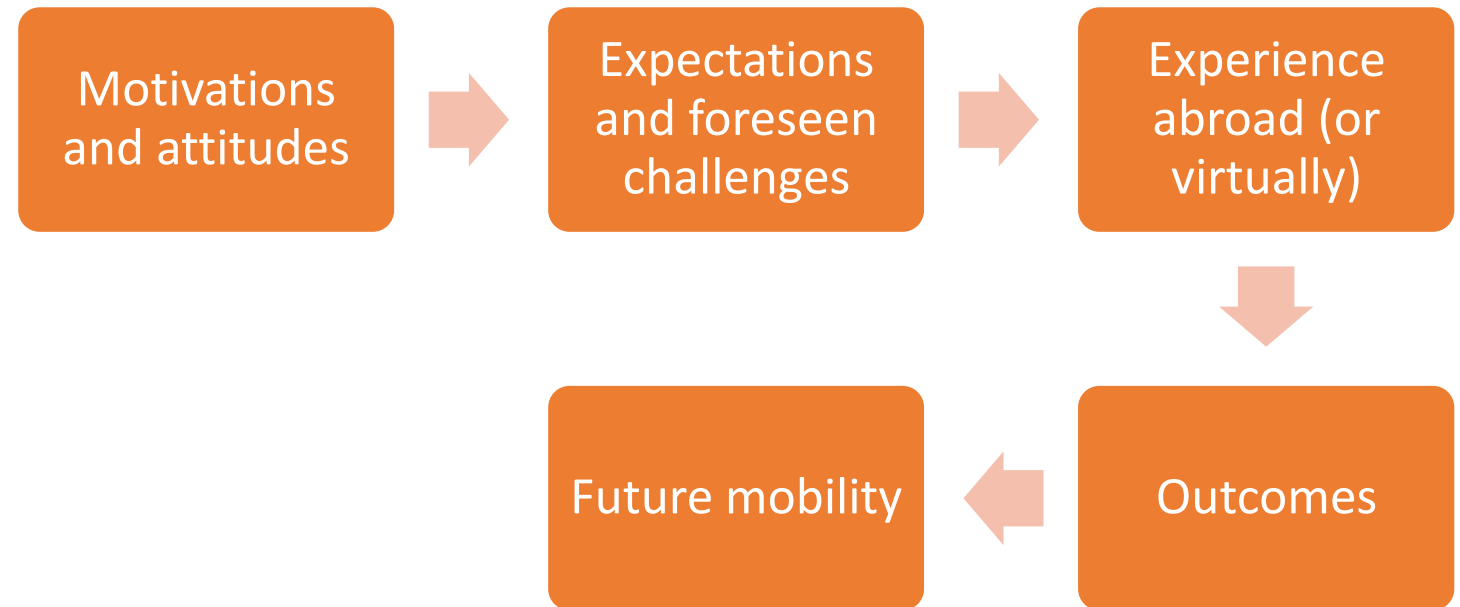 Motivations
and attitudes
Expectations
and foreseen
challenges
Experience
abroad (or
virtually)
Outcomes
Future mobility